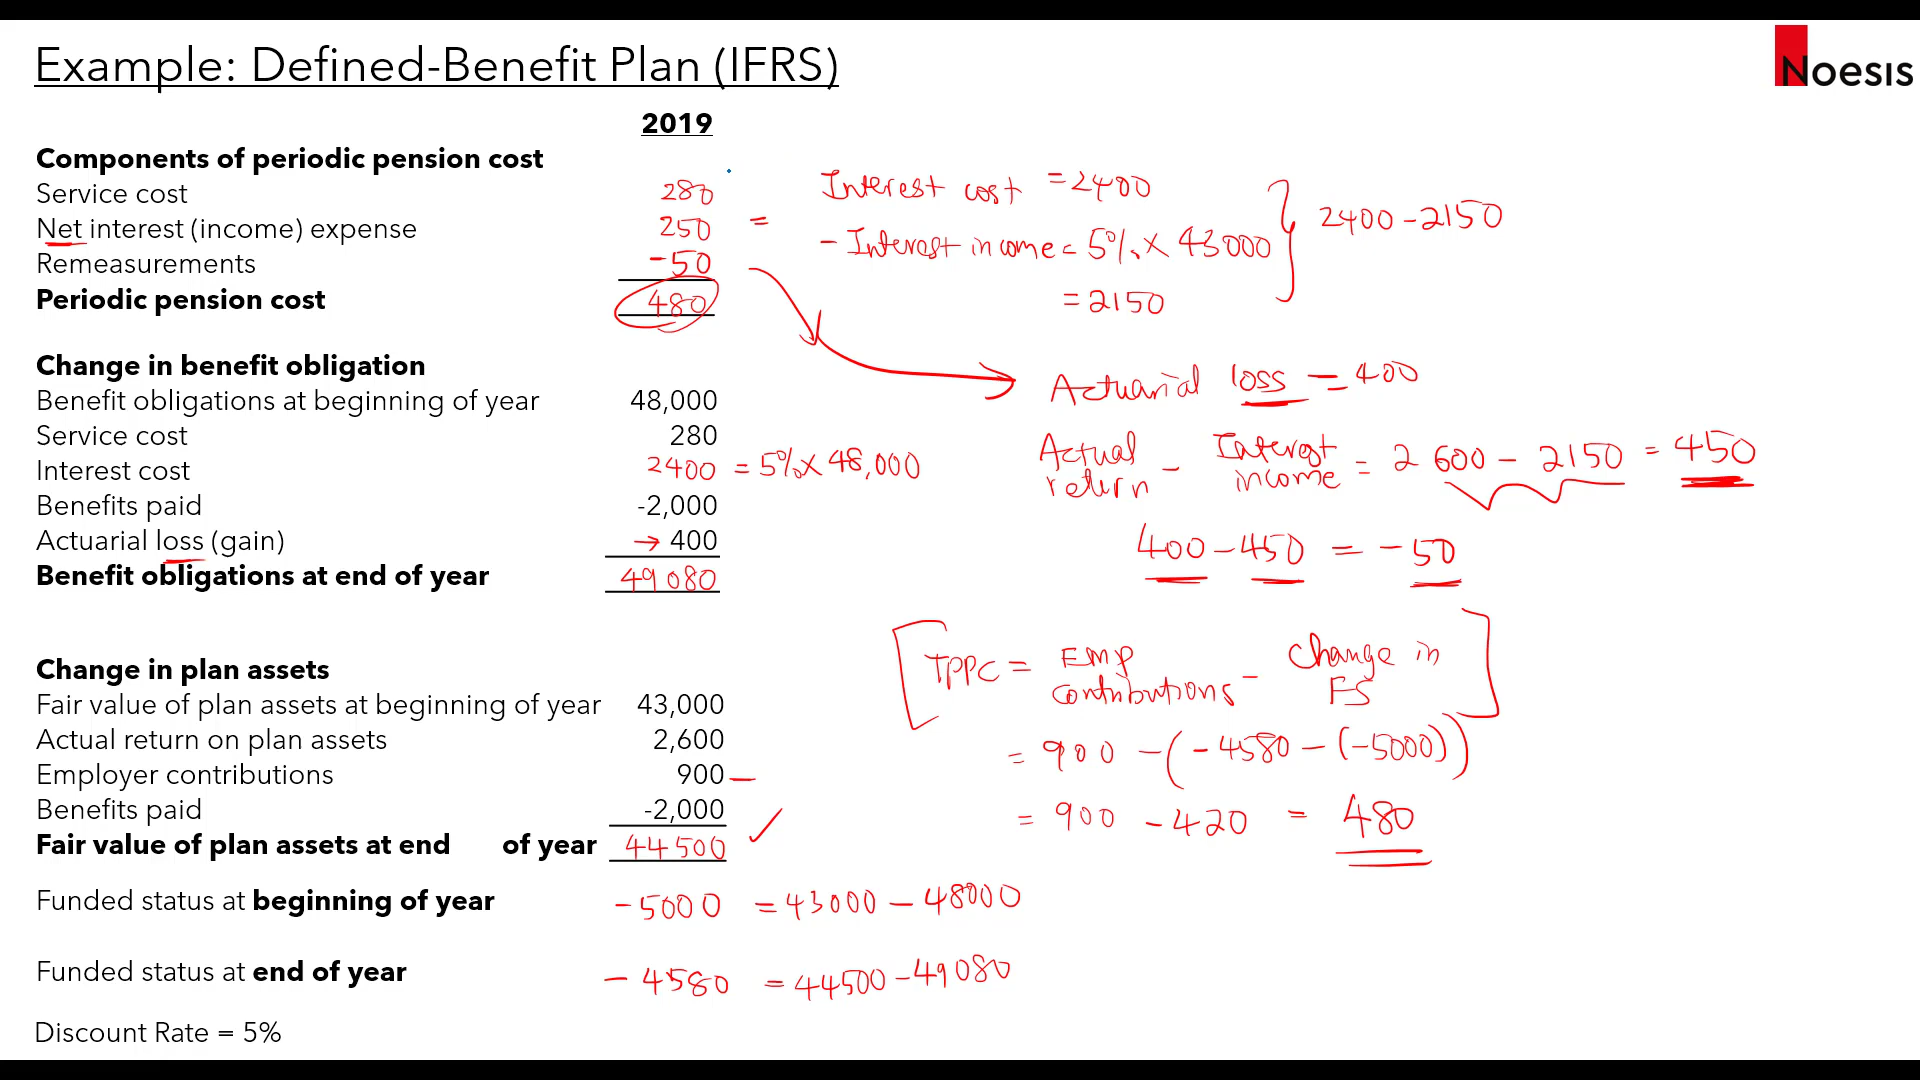 Example: Defined-Benefit Plan (IFRS)
Noesis
2019
Components of periodic pension cost
Service cost 280
Net interest (income) expense 250 =
Remeasurements -50
Periodic pension cost 480
Interest cost = 2400
- Interest income = 5% × 43000
= 2150
2400 - 2150
Change in benefit obligation
Benefit obligations at beginning of year 48,000
Service cost 280
Interest cost 2400 = 5% × 48,000
Benefits paid -2,000
Actuarial loss (gain) → 400
Benefit obligations at end of year 49080
Actuarial loss = 400
Actual return - Interest income = 2600 - 2150 = 450
400 - 450 = -50
TPPC = Emp contributions - Change in FS
= 900 - (-4580 - (-5000))
= 900 - 420 = 480
Change in plan assets
Fair value of plan assets at beginning of year 43,000
Actual return on plan assets 2,600
Employer contributions 900 -
Benefits paid -2,000
Fair value of plan assets at end of year 44500 ✓
Funded status at beginning of year -5000 = 43000 - 48000
Funded status at end of year - 4580 = 44500 - 49080
Discount Rate = 5%